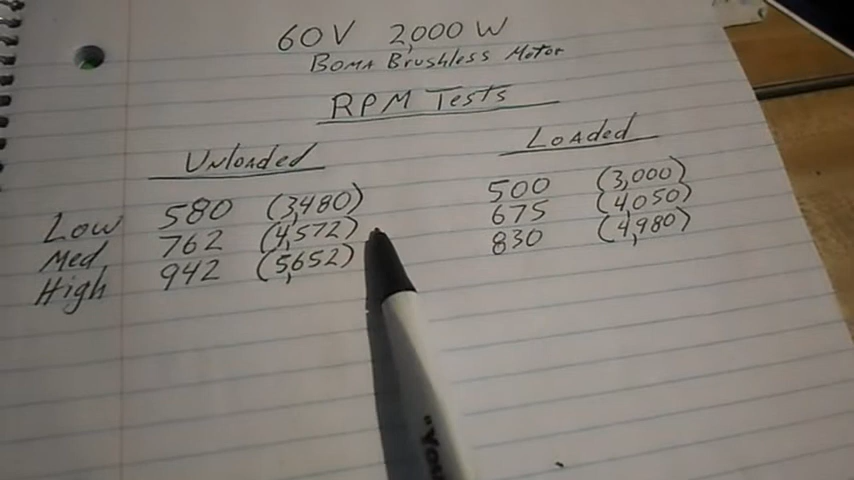 60V 2,000 W
BOMA Brushless Motor
RPM Tests
Unloaded Loaded
Low 580 (3,480) 500 (3,000)
Med 762 (4,572) 675 (4,050)
High 942 (5,652) 830 (4,980)